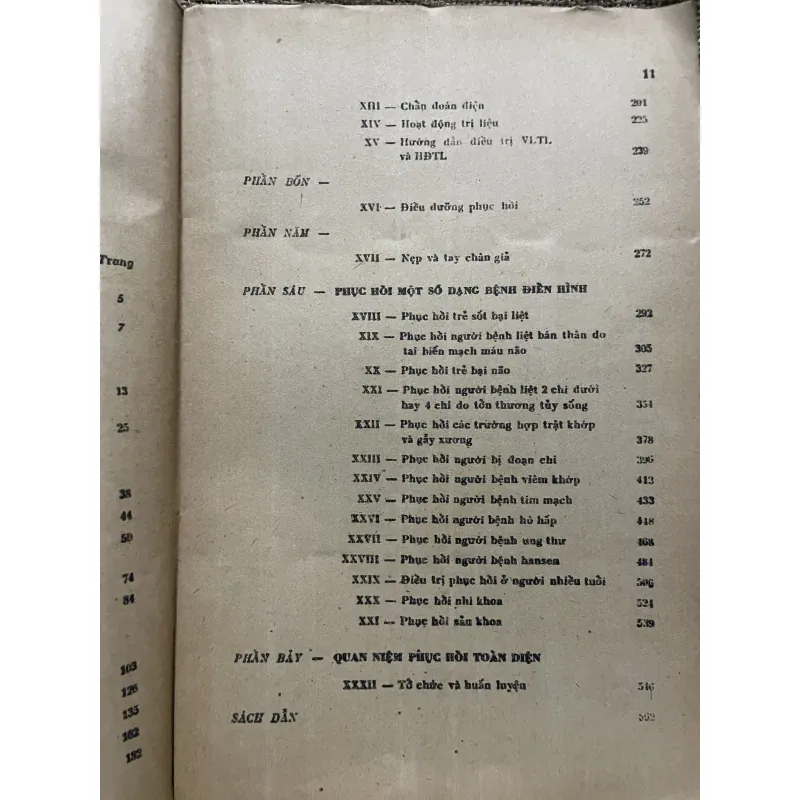 Trang
5
7
13
25
38
44
50
74
84
103
126
135
162
182
11
XIII — Chẩn đoán điện 201
XIV — Hoạt động trị liệu 225
XV — Hướng dẫn điều trị VLTL
và HĐTL 239
PHẦN BỐN —
XVI — Điều dưỡng phục hồi 252
PHẦN NĂM —
XVII — Nẹp và tay chân giả 272
PHẦN SÁU — PHỤC HỒI MỘT SỐ DẠNG BỆNH ĐIỂN HÌNH
XVIII — Phục hồi trẻ sốt bại liệt 292
XIX — Phục hồi người bệnh liệt bán thân do
tai biến mạch máu não 305
XX — Phục hồi trẻ bại não 327
XXI — Phục hồi người bệnh liệt 2 chi dưới
hay 4 chi do tổn thương tủy sống 354
XXII — Phục hồi các trường hợp trật khớp
và gẫy xương 378
XXIII — Phục hồi người bị đoạn chi 396
XXIV — Phục hồi người bệnh viêm khớp 413
XXV — Phục hồi người bệnh tim mạch 433
XXVI — Phục hồi người bệnh hô hấp 448
XXVII — Phục hồi người bệnh ung thư 468
XXVIII — Phục hồi người bệnh hansen 484
XXIX — Điều trị phục hồi ở người nhiều tuổi 506
XXX — Phục hồi nhi khoa 524
XXI — Phục hồi sản khoa 539
PHẦN BẢY — QUAN NIỆM PHỤC HỒI TOÀN DIỆN
XXXII — Tổ chức và huấn luyện 546
SÁCH DẪN 562